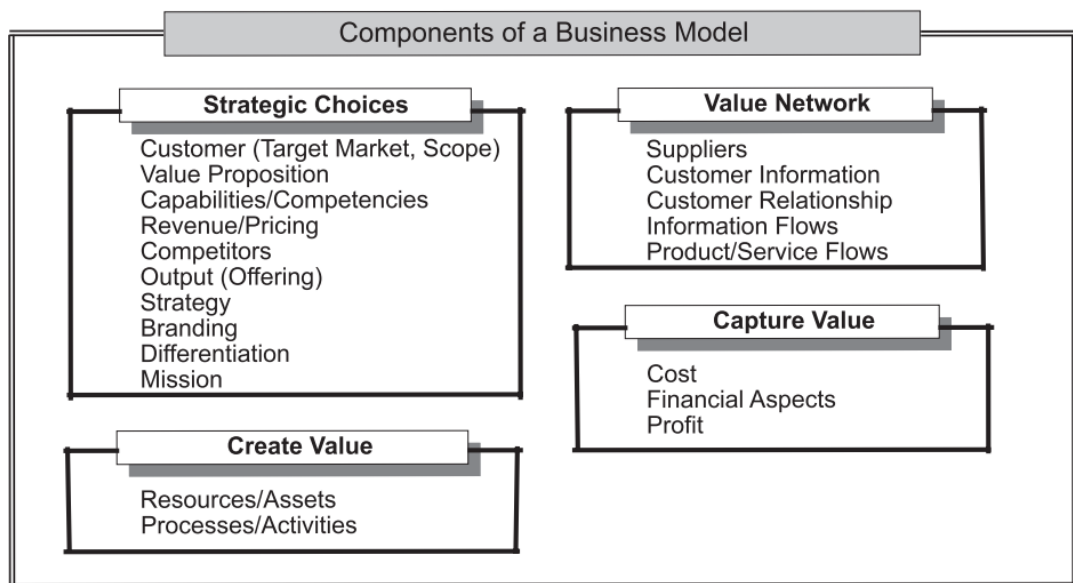 Components of a Business Model
Strategic Choices
Customer (Target Market, Scope)
Value Proposition
Capabilities/Competencies
Revenue/Pricing
Competitors
Output (Offering)
Strategy
Branding
Differentiation
Mission
Create Value
Resources/Assets
Processes/Activities
Value Network
Suppliers
Customer Information
Customer Relationship
Information Flows
Product/Service Flows
Capture Value
Cost
Financial Aspects
Profit